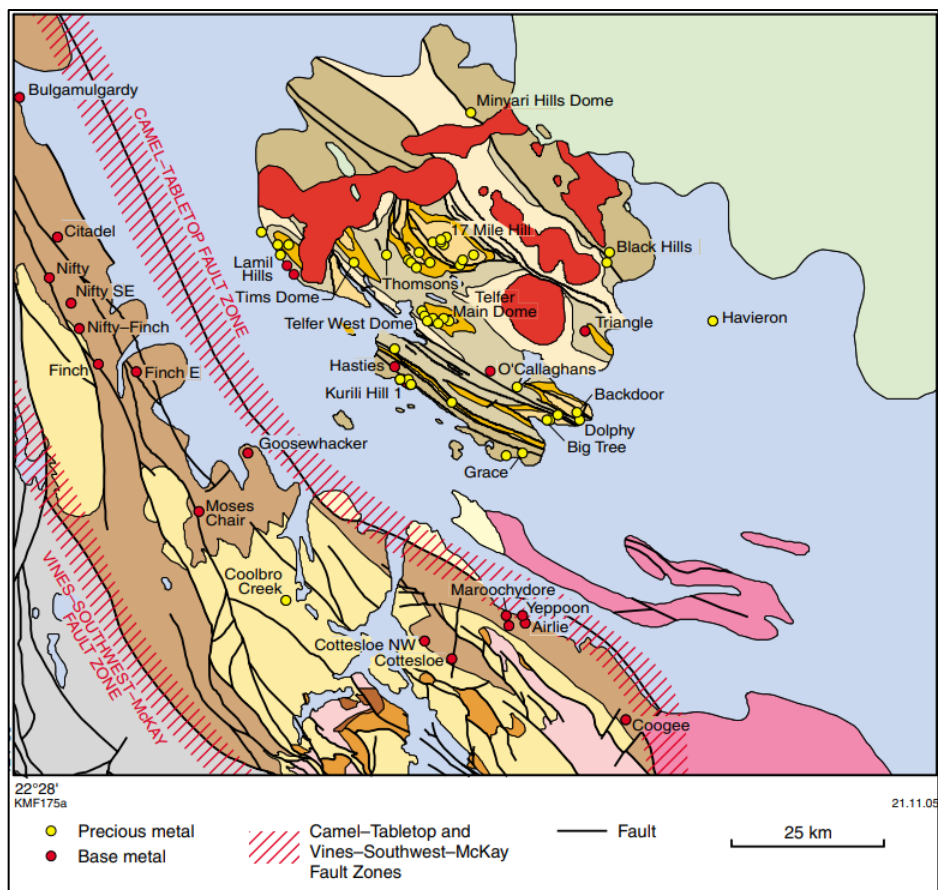 Minyari Hills Dome
Bulgamulgardy
CAMEL–TABLETOP FAULT ZONE
17 Mile Hill
Citadel
Black Hills
Lamil
Hills
Nifty
Thomsons
Tims Dome
Nifty SE
Telfer
Main Dome
Havieron
Telfer West Dome
Triangle
Nifty–Finch
Hasties
O'Callaghans
Finch
Finch E
Kurili Hill 1
Backdoor
Dolphy
Big Tree
Goosewhacker
Grace
Moses
Chair
VINES–SOUTHWEST–McKAY
FAULT ZONE
Coolbro
Creek
Maroochydore
Yeppoon
Airlie
Cottesloe NW
Cottesloe
Coogee
22°28'
KMF175a
21.11.05
Precious metal
Base metal
Camel–Tabletop and
Vines–Southwest–McKay
Fault Zones
Fault
25 km